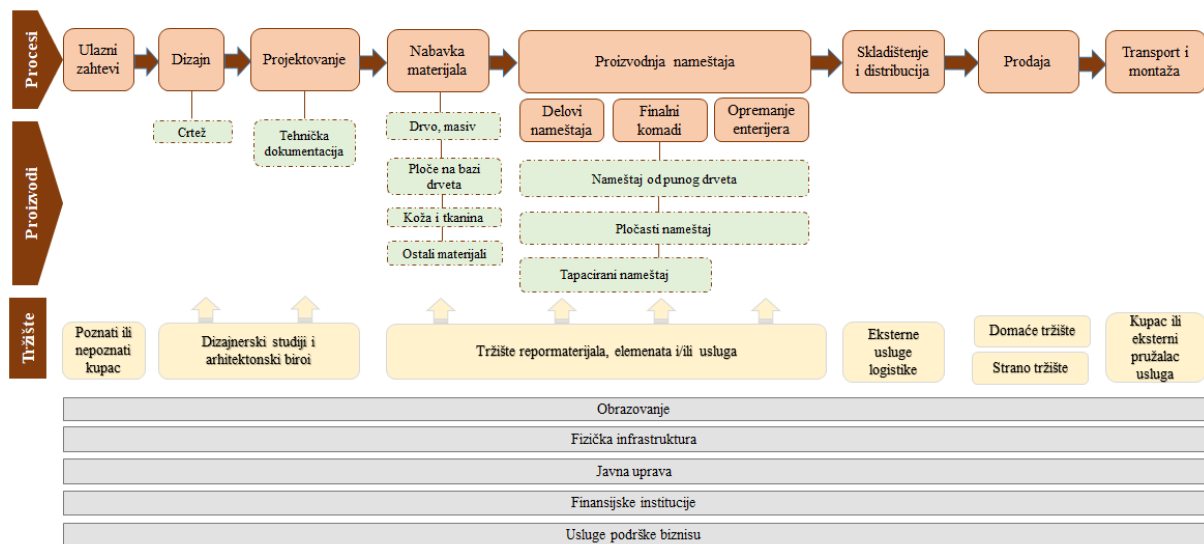 Procesi
Ulazni
zahtevi
Dizajn
Projektovanje
Nabavka
materijala
Proizvodnja nameštaja
Skladištenje
i distribucija
Prodaja
Transport i
montaža
Delovi
nameštaja
Finalni
komadi
Opremanje
enterijera
Proizvodi
Crtež
Tehnička
dokumentacija
Drvo, masiv
Ploče na bazi
drveta
Koža i tkanina
Ostali materijali
Nameštaj od punog drveta
Pločasti nameštaj
Tapacirani nameštaj
Tržište
Poznati ili
nepoznati
kupac
Dizajnerski studiji i
arhitektonski biroi
Tržište repormaterijala, elemenata i/ili usluga
Eksterne
usluge
logistike
Domaće tržište
Strano tržište
Kupac ili
eksterni
pružalac
usluga
Obrazovanje
Fizička infrastruktura
Javna uprava
Finansijske institucije
Usluge podrške biznisu